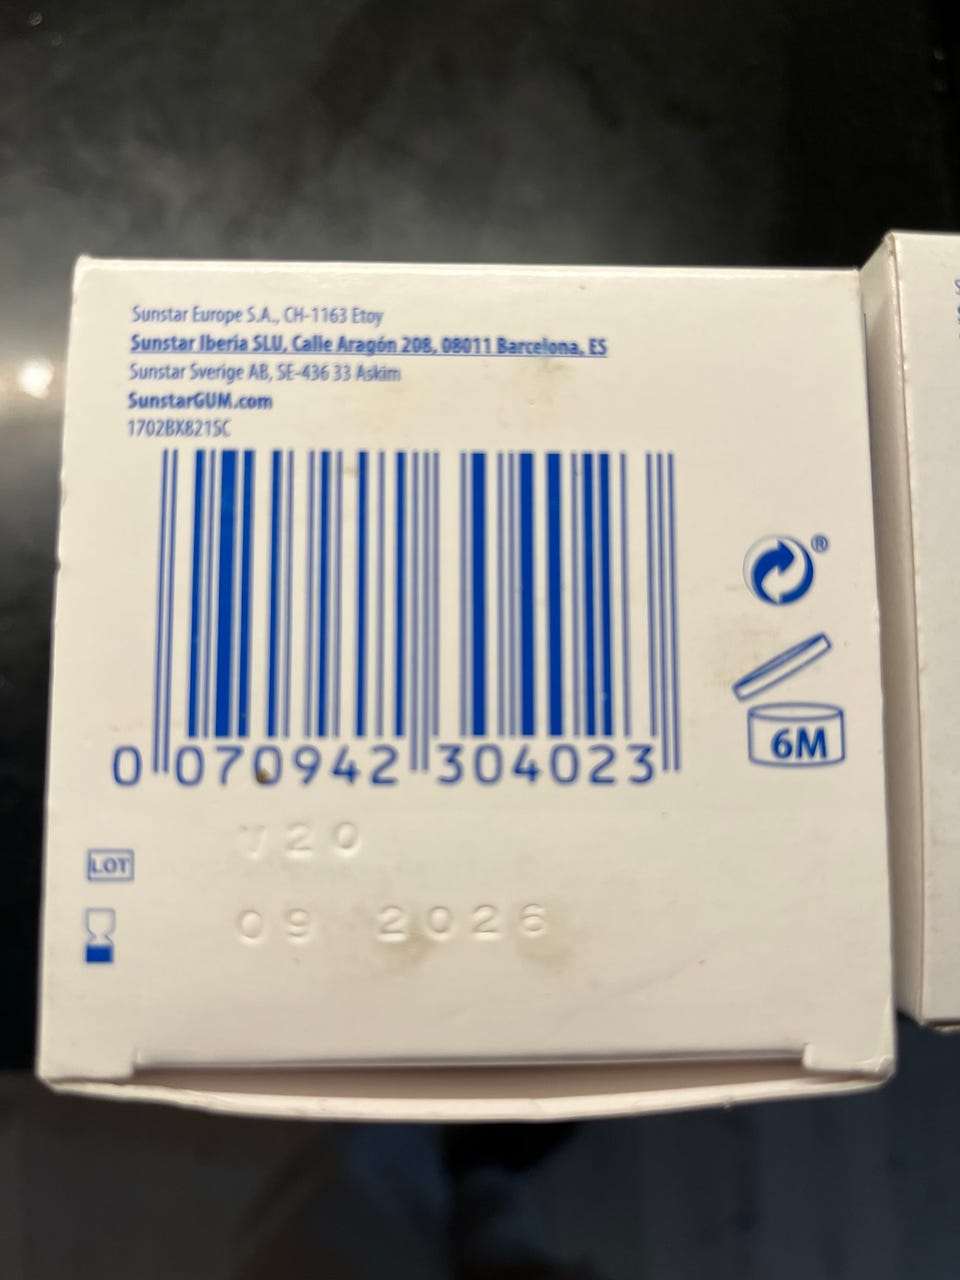 Sunstar Europe S.A., CH-1163 Etoy
Sunstar Iberia SLU, Calle Aragón 208, 08011 Barcelona, ES
Sunstar Sverige AB, SE-436 33 Askim
SunstarGUM.com
1702BX821SC
0 070942 304023
®
6M
LOT
720
09 2026